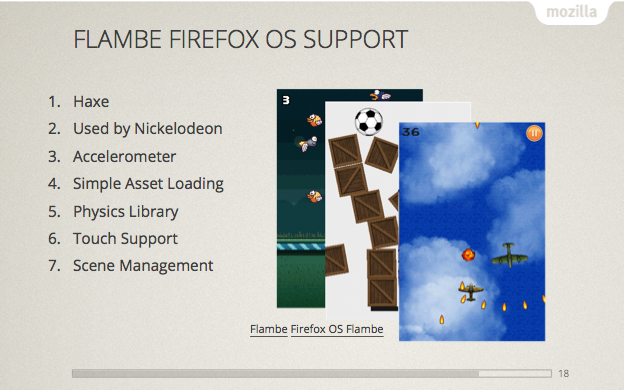 mozilla
FLAMBE FIREFOX OS SUPPORT
1. Haxe
2. Used by Nickelodeon
3. Accelerometer
4. Simple Asset Loading
5. Physics Library
6. Touch Support
7. Scene Management
3
36
Flambe Firefox OS Flambe
18